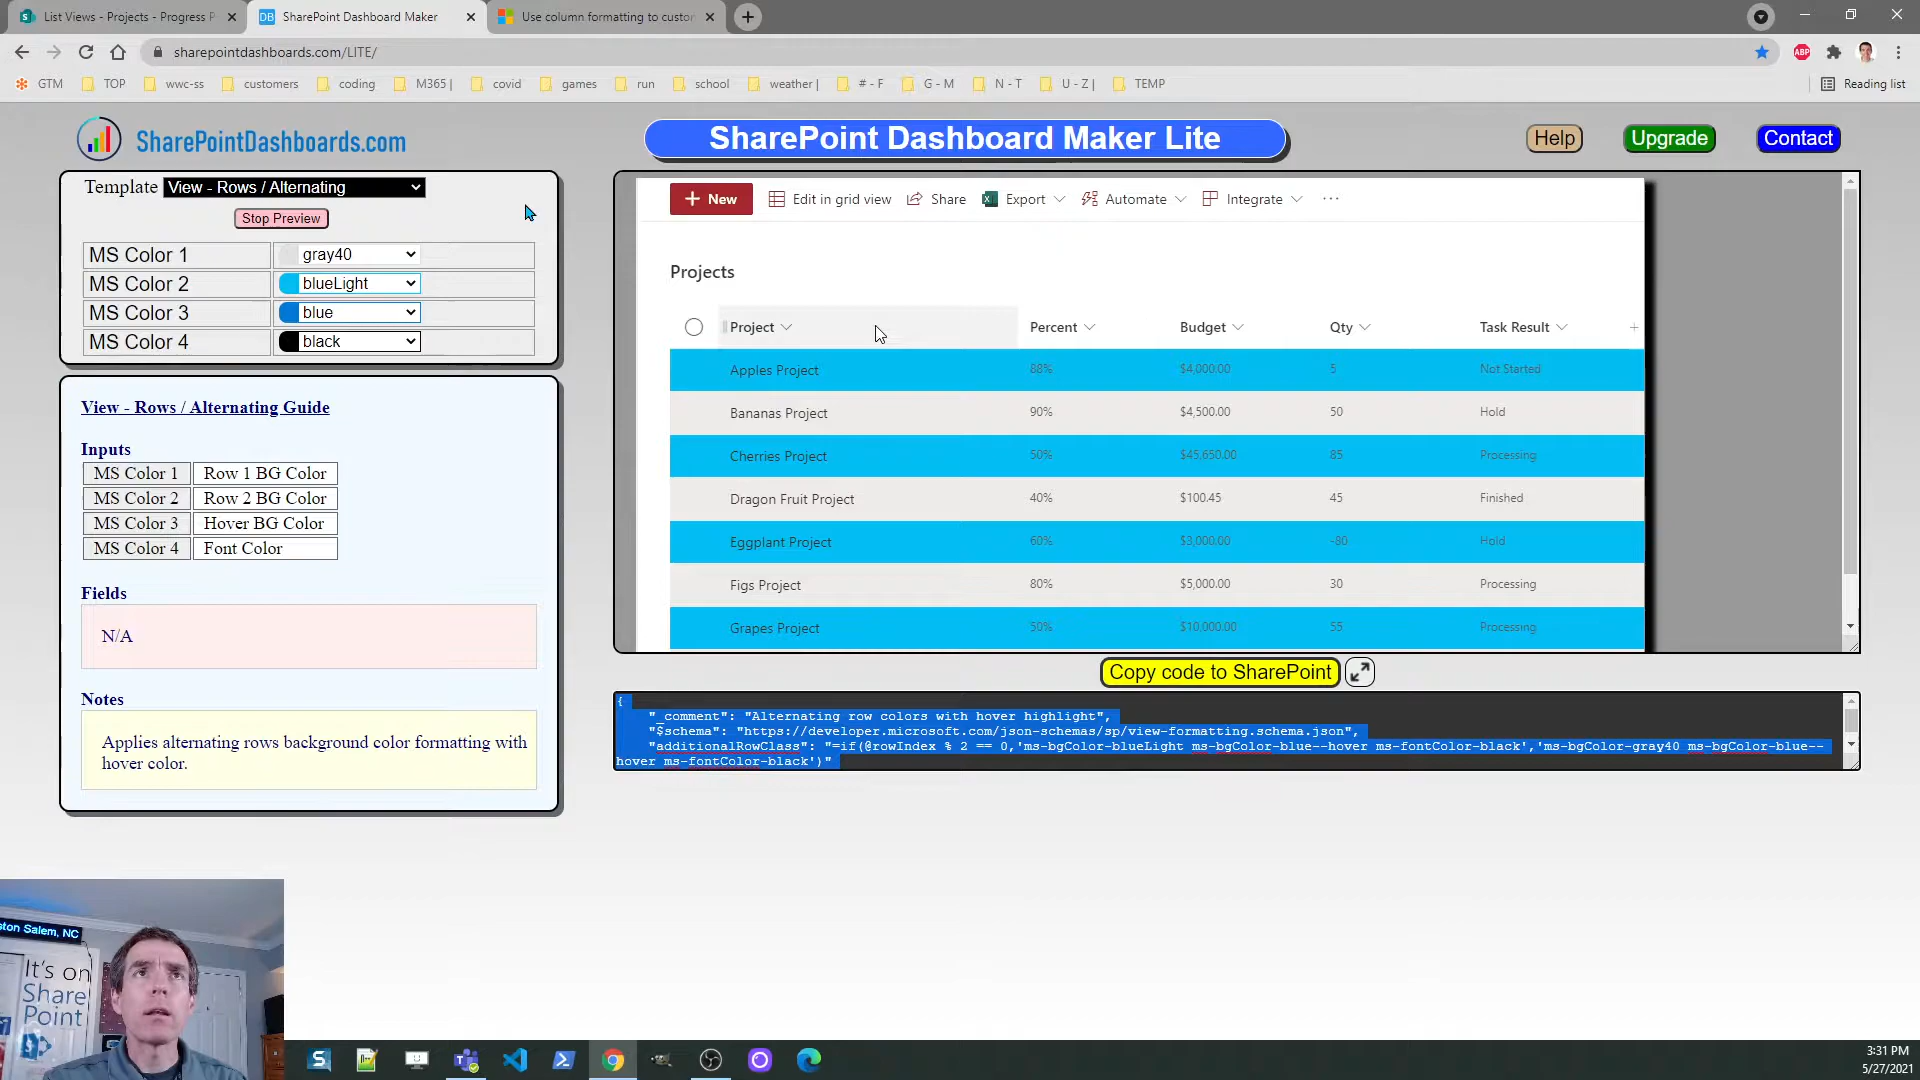 List Views - Projects - Progress P
SharePoint Dashboard Maker
Use column formatting to custo
sharepointdashboards.com/LITE/
ABP
GTM
TOP
wwc-ss
customers
coding
M365 |
covid
games
run
school
weather |
# - F
G - M
N - T
U - Z |
TEMP
Reading list
SharePointDashboards.com
SharePoint Dashboard Maker Lite
Help
Upgrade
Contact
Template View - Rows / Alternating
Stop Preview
MS Color 1 gray40
MS Color 2 blueLight
MS Color 3 blue
MS Color 4 black
View - Rows / Alternating Guide
Inputs
MS Color 1 Row 1 BG Color
MS Color 2 Row 2 BG Color
MS Color 3 Hover BG Color
MS Color 4 Font Color
Fields
N/A
Notes
Applies alternating rows background color formatting with
hover color.
New Edit in grid view Share Export Automate Integrate ...
Projects
Project Percent Budget Qty Task Result
Apples Project 88% $4,000.00 5 Not Started
Bananas Project 90% $4,500.00 50 Hold
Cherries Project 50% $45,650.00 85 Processing
Dragon Fruit Project 40% $100.45 45 Finished
Eggplant Project 60% $3,000.00 -80 Hold
Figs Project 80% $5,000.00 30 Processing
Grapes Project 50% $10,000.00 55 Processing
Copy code to SharePoint
{
"_comment": "Alternating row colors with hover highlight",
"$schema": "https://developer.microsoft.com/json-schemas/sp/view-formatting.schema.json",
"additionalRowClass": "=if(@rowIndex % 2 == 0,'ms-bgColor-blueLight ms-bgColor-blue--hover ms-fontColor-black','ms-bgColor-gray40 ms-bgColor-blue--
hover ms-fontColor-black')"
ston Salem, NC
It's on
Share
Point
3:31 PM
5/27/2021